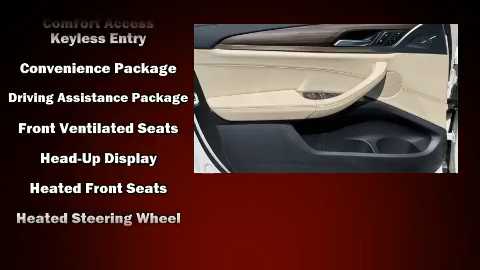 Comfort Access
Keyless Entry
Convenience Package
Driving Assistance Package
Front Ventilated Seats
Head-Up Display
Heated Front Seats
Heated Steering Wheel